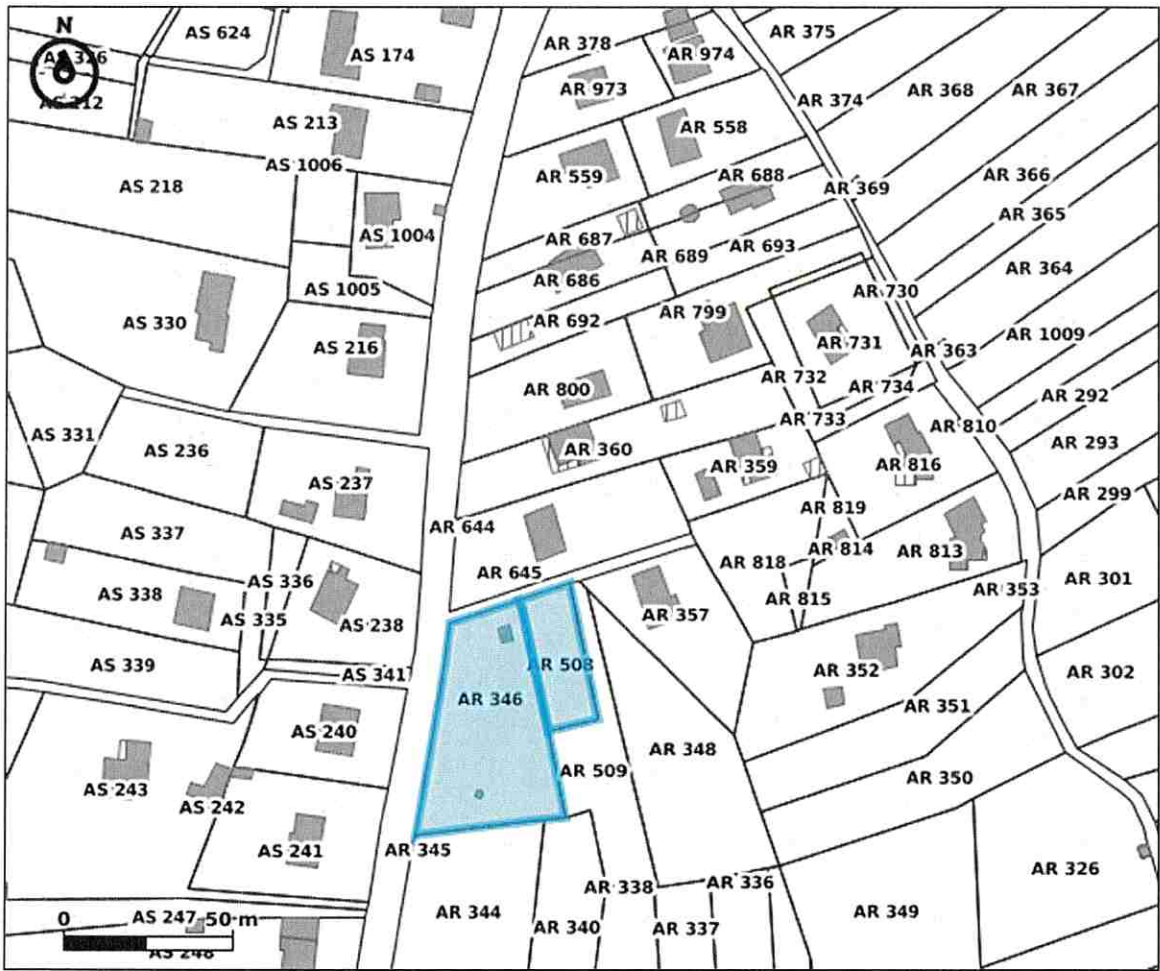 N
AS 624
AS 174
AR 378
AR 974
AR 375
AS 326
AR 973
AR 374
AR 368
AR 367
AS 212
AS 213
AR 558
AS 1006
AS 218
AR 559
AR 688
AR 369
AR 366
AR 365
AS 1004
AR 687
AR 689
AR 693
AR 364
AS 1005
AR 686
AR 730
AS 330
AR 692
AR 799
AR 731
AR 363
AR 1009
AS 216
AR 800
AR 732
AR 734
AR 292
AR 733
AR 810
AS 331
AS 236
AR 360
AR 359
AR 816
AR 293
AS 237
AR 299
AR 819
AS 337
AR 644
AR 814
AR 813
AR 818
AS 336
AR 645
AR 301
AS 338
AR 815
AR 353
AS 335
AS 238
AR 357
AS 339
AS 341
AR 508
AR 352
AR 302
AR 346
AR 351
AS 240
AR 348
AR 509
AR 350
AS 243
AS 242
AS 241
AR 345
AR 326
AR 338
AR 336
AR 344
AR 349
AR 340
AR 337
0
AS 247
50 m
AS 248